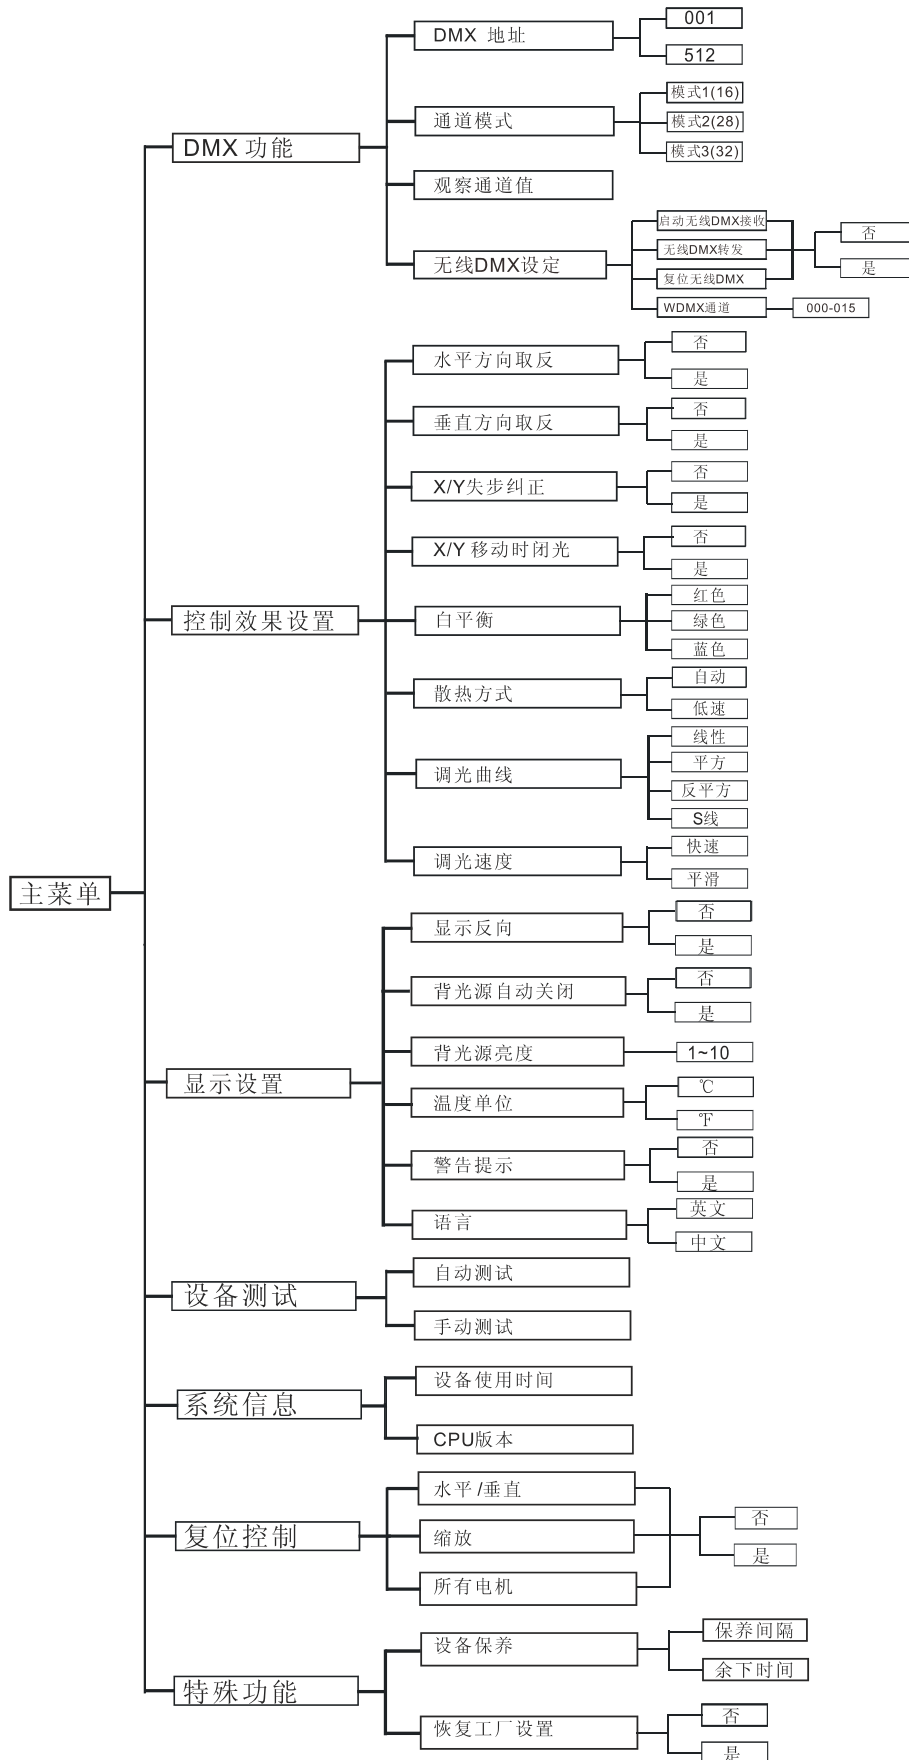 主菜单
DMX 功能
DMX 地址
001
512
通道模式
模式1(16)
模式2(28)
模式3(32)
观察通道值
无线DMX设定
启动无线DMX接收
无线DMX转发
复位无线DMX
否
是
WDMX通道
000-015
控制效果设置
水平方向取反
否
是
垂直方向取反
否
是
X/Y失步纠正
否
是
X/Y 移动时闭光
否
是
白平衡
红色
绿色
蓝色
散热方式
自动
低速
调光曲线
线性
平方
反平方
S线
调光速度
快速
平滑
显示设置
显示反向
否
是
背光源自动关闭
否
是
背光源亮度
1~10
温度单位
℃
℉
警告提示
否
是
语言
英文
中文
设备测试
自动测试
手动测试
系统信息
设备使用时间
CPU版本
复位控制
水平 /垂直
缩放
所有电机
否
是
特殊功能
设备保养
保养间隔
余下时间
恢复工厂设置
否
是